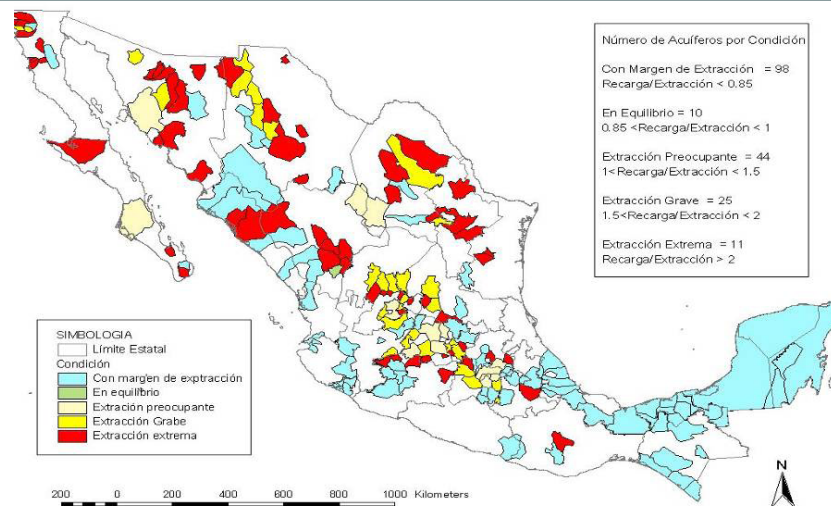 Número de Acuíferos por Condición
Con Margen de Extracción = 98
Recarga/Extracción < 0.85
En Equilibrio = 10
0.85 <Recarga/Extracción < 1
Extracción Preocupante = 44
1< Recarga/Extracción < 1.5
Extracción Grave = 25
1.5<Recarga/Extracción < 2
Extracción Extrema = 11
Recarga/Extracción > 2
SIMBOLOGIA
Límite Estatal
Condición
Con margen de exptracción
En equilíbrio
Extración preocupante
Extracción Grabe
Extracción extrema
200 0 200 400 600 800 1000 Kilometers
N